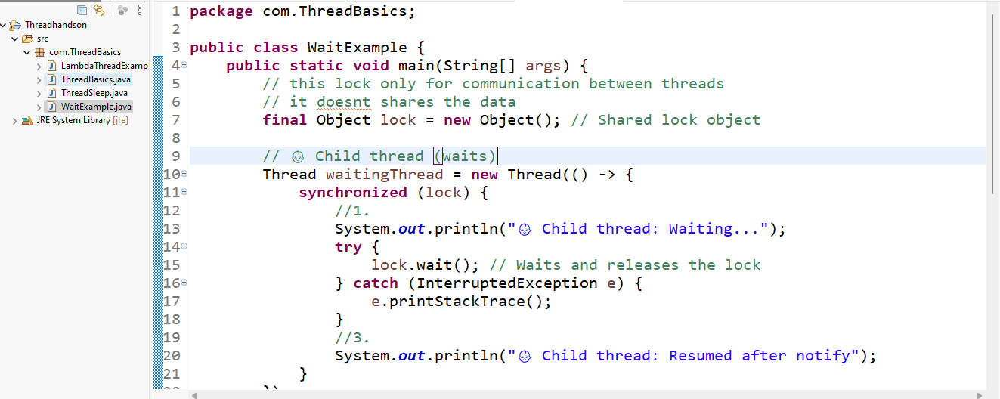 Threadhandson
src
com.ThreadBasics
LambdaThreadExamp
ThreadBasics.java
ThreadSleep.java
WaitExample.java
JRE System Library [jre]
1 package com.ThreadBasics;
2
3 public class WaitExample {
4 public static void main(String[] args) {
5 // this lock only for communication between threads
6 // it doesnt shares the data
7 final Object lock = new Object(); // Shared lock object
8
9 // 👶 Child thread (waits)
10 Thread waitingThread = new Thread(() -> {
11 synchronized (lock) {
12 //1.
13 System.out.println("👶 Child thread: Waiting...");
14 try {
15 lock.wait(); // Waits and releases the lock
16 } catch (InterruptedException e) {
17 e.printStackTrace();
18 }
19 //3.
20 System.out.println("👶 Child thread: Resumed after notify");
21 }